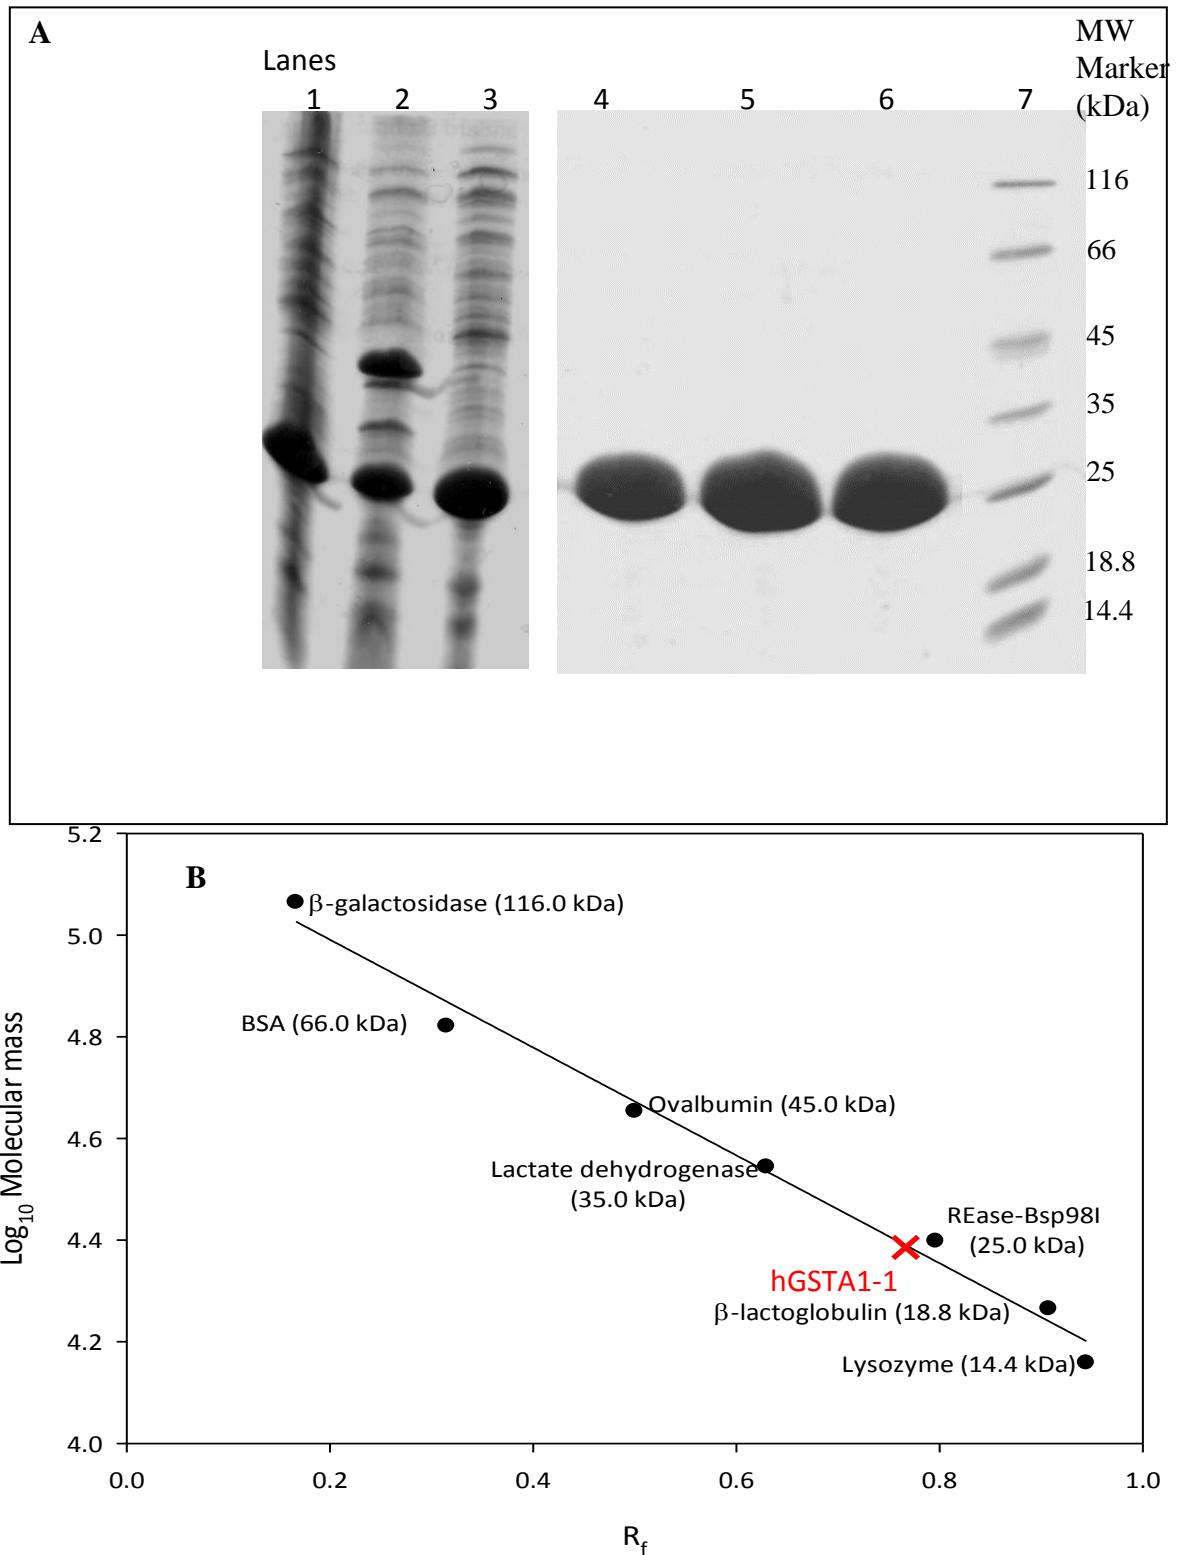 A
Lanes
1 2 3 4 5 6 7
MW
Marker
(kDa)
116
66
45
35
25
18.8
14.4
B
5.2
5.0
4.8
4.6
4.4
4.2
4.0
Log10 Molecular mass
β-galactosidase (116.0 kDa)
BSA (66.0 kDa)
Ovalbumin (45.0 kDa)
Lactate dehydrogenase
(35.0 kDa)
REase-Bsp98I
(25.0 kDa)
hGSTA1-1
β-lactoglobulin (18.8 kDa)
Lysozyme (14.4 kDa)
0.0 0.2 0.4 0.6 0.8 1.0
Rf